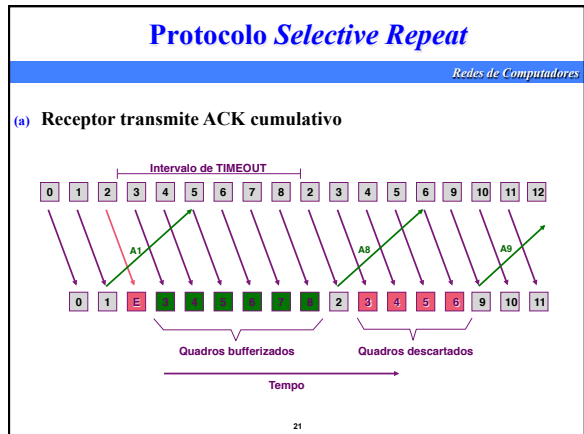 Protocolo Selective Repeat
Redes de Computadores
(a) Receptor transmite ACK cumulativo
Intervalo de TIMEOUT
0 1 2 3 4 5 6 7 8 2 3 4 5 6 9 10 11 12
A1 A8 A9
0 1 E 3 4 5 6 7 8 2 3 4 5 6 9 10 11
Quadros bufferizados Quadros descartados
Tempo
21